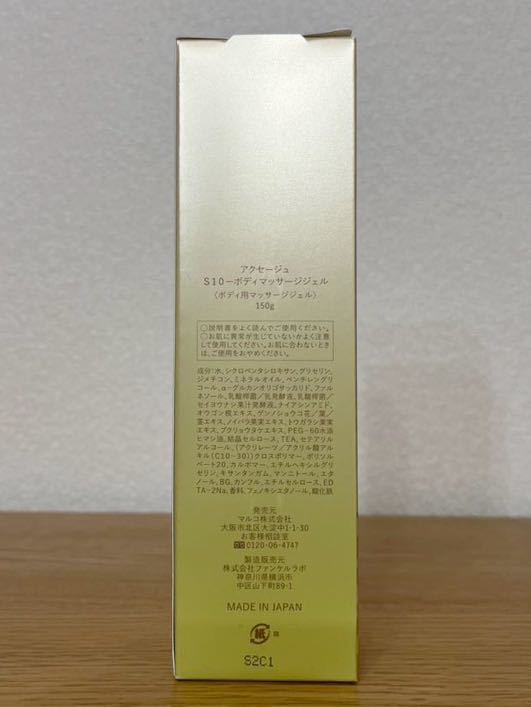 アクセージュ
S10ーボディマッサージジェル
〈ボディ用マッサージジェル〉
150g
○説明書をよく読んでご使用ください。
○お肌に異常が生じていないかよく注意
して使用してください。お肌に合わないとき
は、ご使用をおやめください。
成分:水、シクロペンタシロキサン、グリセリン、
ジメチコン、ミネラルオイル、ペンチレングリ
コール、α-グルカンオリゴサッカリド、ファル
ネソール、乳酸桿菌/乳発酵液、乳酸桿菌/
セイヨウナシ果汁発酵液、ナイアシンアミド、
オウゴン根エキス、ゲンノショウコ花/葉/
茎エキス、ノイバラ果実エキス、トウガラシ果実
エキス、ブクリョウタケエキス、PEG-60水添
ヒマシ油、結晶セルロース、TEA、セテアリル
アルコール、(アクリレーツ/アクリル酸アル
キル(C10-30))クロスポリマー、ポリソル
ベート20、カルボマー、エチルヘキシルグリ
セリン、キサンタンガム、マンニトール、エタ
ノール、BG、カンフル、エチルセルロース、ED
TA-2Na、香料、フェノキシエタノール、酸化鉄
発売元
マルコ株式会社
大阪市北区大淀中1-1-30
お客様相談室
0120-06-4747
製造販売元
株式会社ファンケルラボ
神奈川県横浜市
中区山下町89-1
MADE IN JAPAN
紙 箱
S2C1